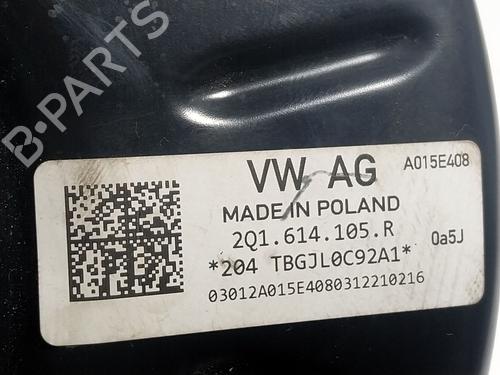 B-PARTS
VW AG
A015E408
MADE IN POLAND
2Q1.614.105.R
0a5J
*204 TBGJL0C92A1*
03012A015E4080312210216